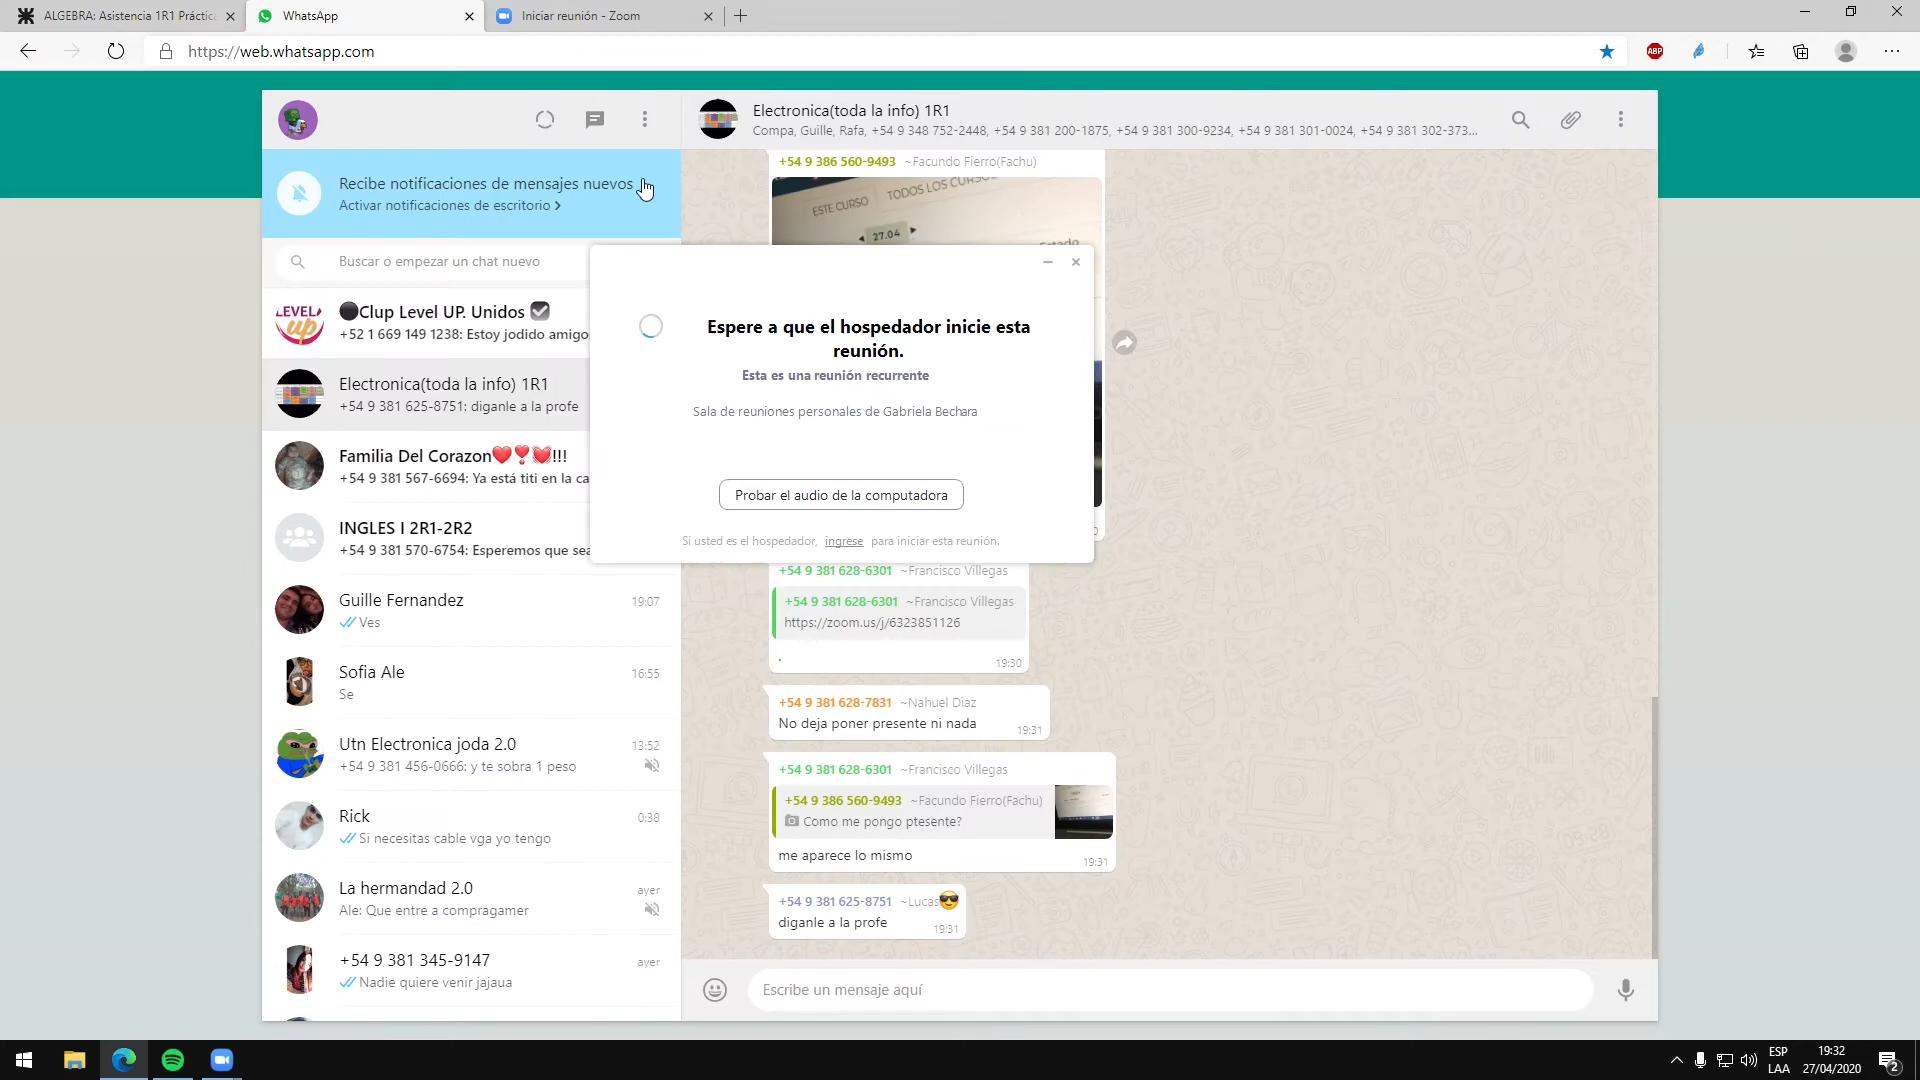 ALGEBRA: Asistencia 1R1 Práctic
WhatsApp
Iniciar reunión - Zoom
https://web.whatsapp.com
ABP
Recibe notificaciones de mensajes nuevos
Activar notificaciones de escritorio >
Buscar o empezar un chat nuevo
LEVEL
up
⚫Clup Level UP. Unidos ☑
+52 1 669 149 1238: Estoy jodido amigo
Electronica(toda la info) 1R1
+54 9 381 625-8751: diganle a la profe
Familia Del Corazon❤️❣️💓!!!
+54 9 381 567-6694: Ya está titi en la ca
INGLES I 2R1-2R2
+54 9 381 570-6754: Esperemos que sea
Guille Fernandez
19:07
Ves
Sofia Ale
16:55
Se
Utn Electronica joda 2.0
13:52
+54 9 381 456-0666: y te sobra 1 peso
Rick
0:38
Si necesitas cable vga yo tengo
La hermandad 2.0
ayer
Ale: Que entre a compragamer
+54 9 381 345-9147
ayer
Nadie quiere venir jajaua
Electronica(toda la info) 1R1
Compa, Guille, Rafa, +54 9 348 752-2448, +54 9 381 200-1875, +54 9 381 300-9234, +54 9 381 301-0024, +54 9 381 302-373...
+54 9 386 560-9493 ~Facundo Fierro(Fachu)
ESTE CURSO
TODOS LOS CURSOS
27.04
Estado
Espere a que el hospedador inicie esta
reunión.
Esta es una reunión recurrente
Sala de reuniones personales de Gabriela Bechara
Probar el audio de la computadora
Si usted es el hospedador, ingrese para iniciar esta reunión.
+54 9 381 628-6301 ~Francisco Villegas
+54 9 381 628-6301 ~Francisco Villegas
https://zoom.us/j/6323851126
.
19:30
+54 9 381 628-7831 ~Nahuel Diaz
No deja poner presente ni nada
19:31
+54 9 381 628-6301 ~Francisco Villegas
+54 9 386 560-9493 ~Facundo Fierro(Fachu)
Como me pongo ptesente?
me aparece lo mismo
19:31
+54 9 381 625-8751 ~Lucas😎
diganle a la profe
19:31
Escribe un mensaje aquí
ESP
LAA
19:32
27/04/2020
2